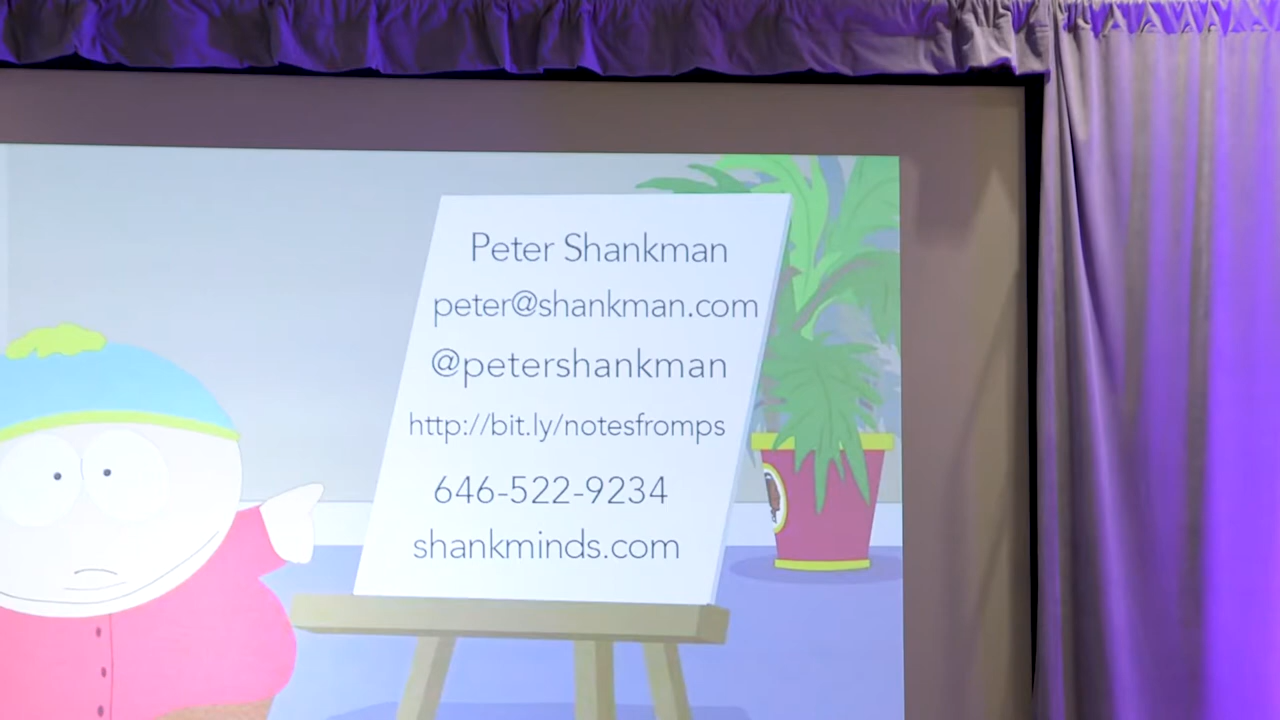 Peter Shankman
peter@shankman.com
@petershankman
http://bit.ly/notesfromps
646-522-9234
shankminds.com